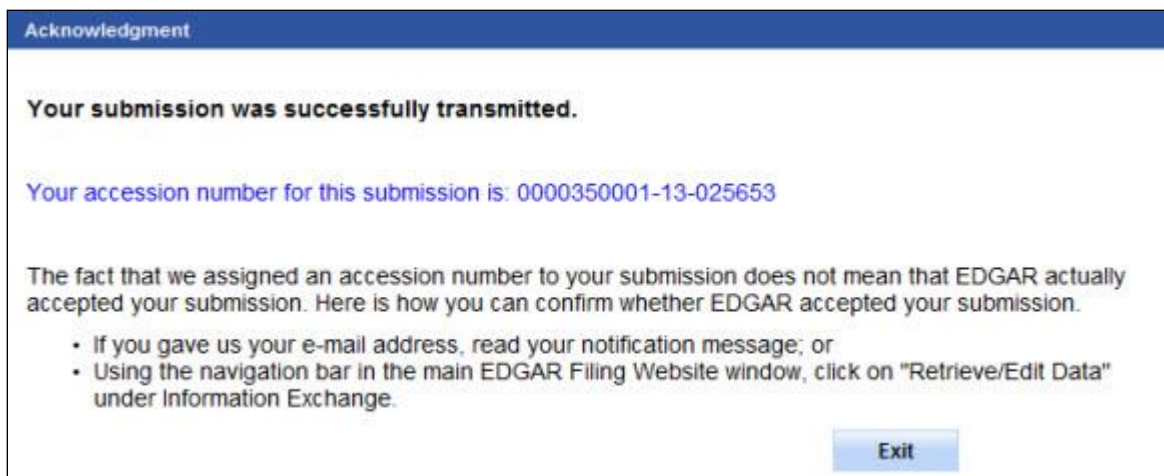 Acknowledgment
Your submission was successfully transmitted.
Your accession number for this submission is: 0000350001-13-025653
The fact that we assigned an accession number to your submission does not mean that EDGAR actually
accepted your submission. Here is how you can confirm whether EDGAR accepted your submission.
• If you gave us your e-mail address, read your notification message; or
• Using the navigation bar in the main EDGAR Filing Website window, click on "Retrieve/Edit Data"
under Information Exchange.
Exit